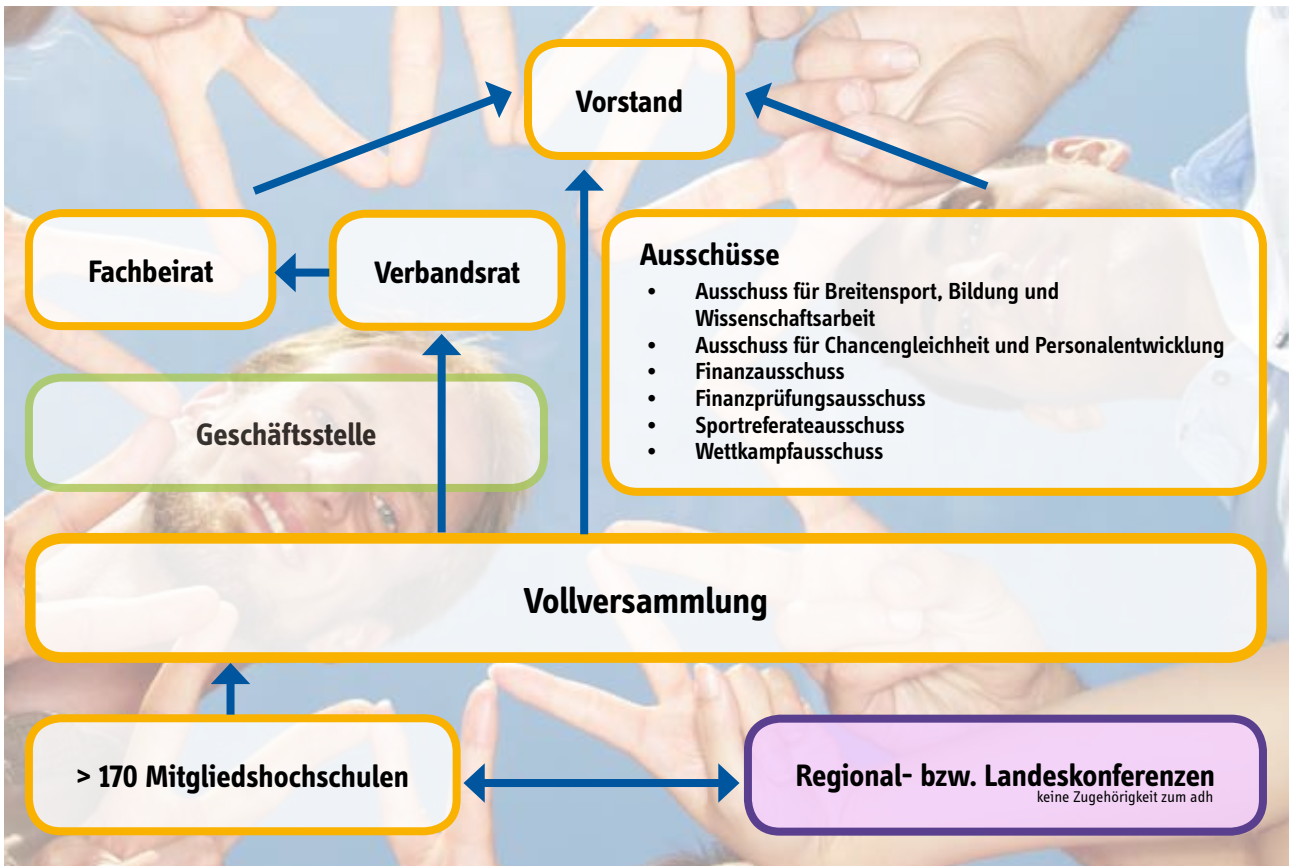 Vorstand
Fachbeirat
Verbandsrat
Ausschüsse
• Ausschuss für Breitensport, Bildung und
Wissenschaftsarbeit
• Ausschuss für Chancengleichheit und Personalentwicklung
• Finanzausschuss
• Finanzprüfungsausschuss
• Sportreferateausschuss
• Wettkampfausschuss
Geschäftsstelle
Vollversammlung
> 170 Mitgliedshochschulen
Regional- bzw. Landeskonferenzen
keine Zugehörigkeit zum adh